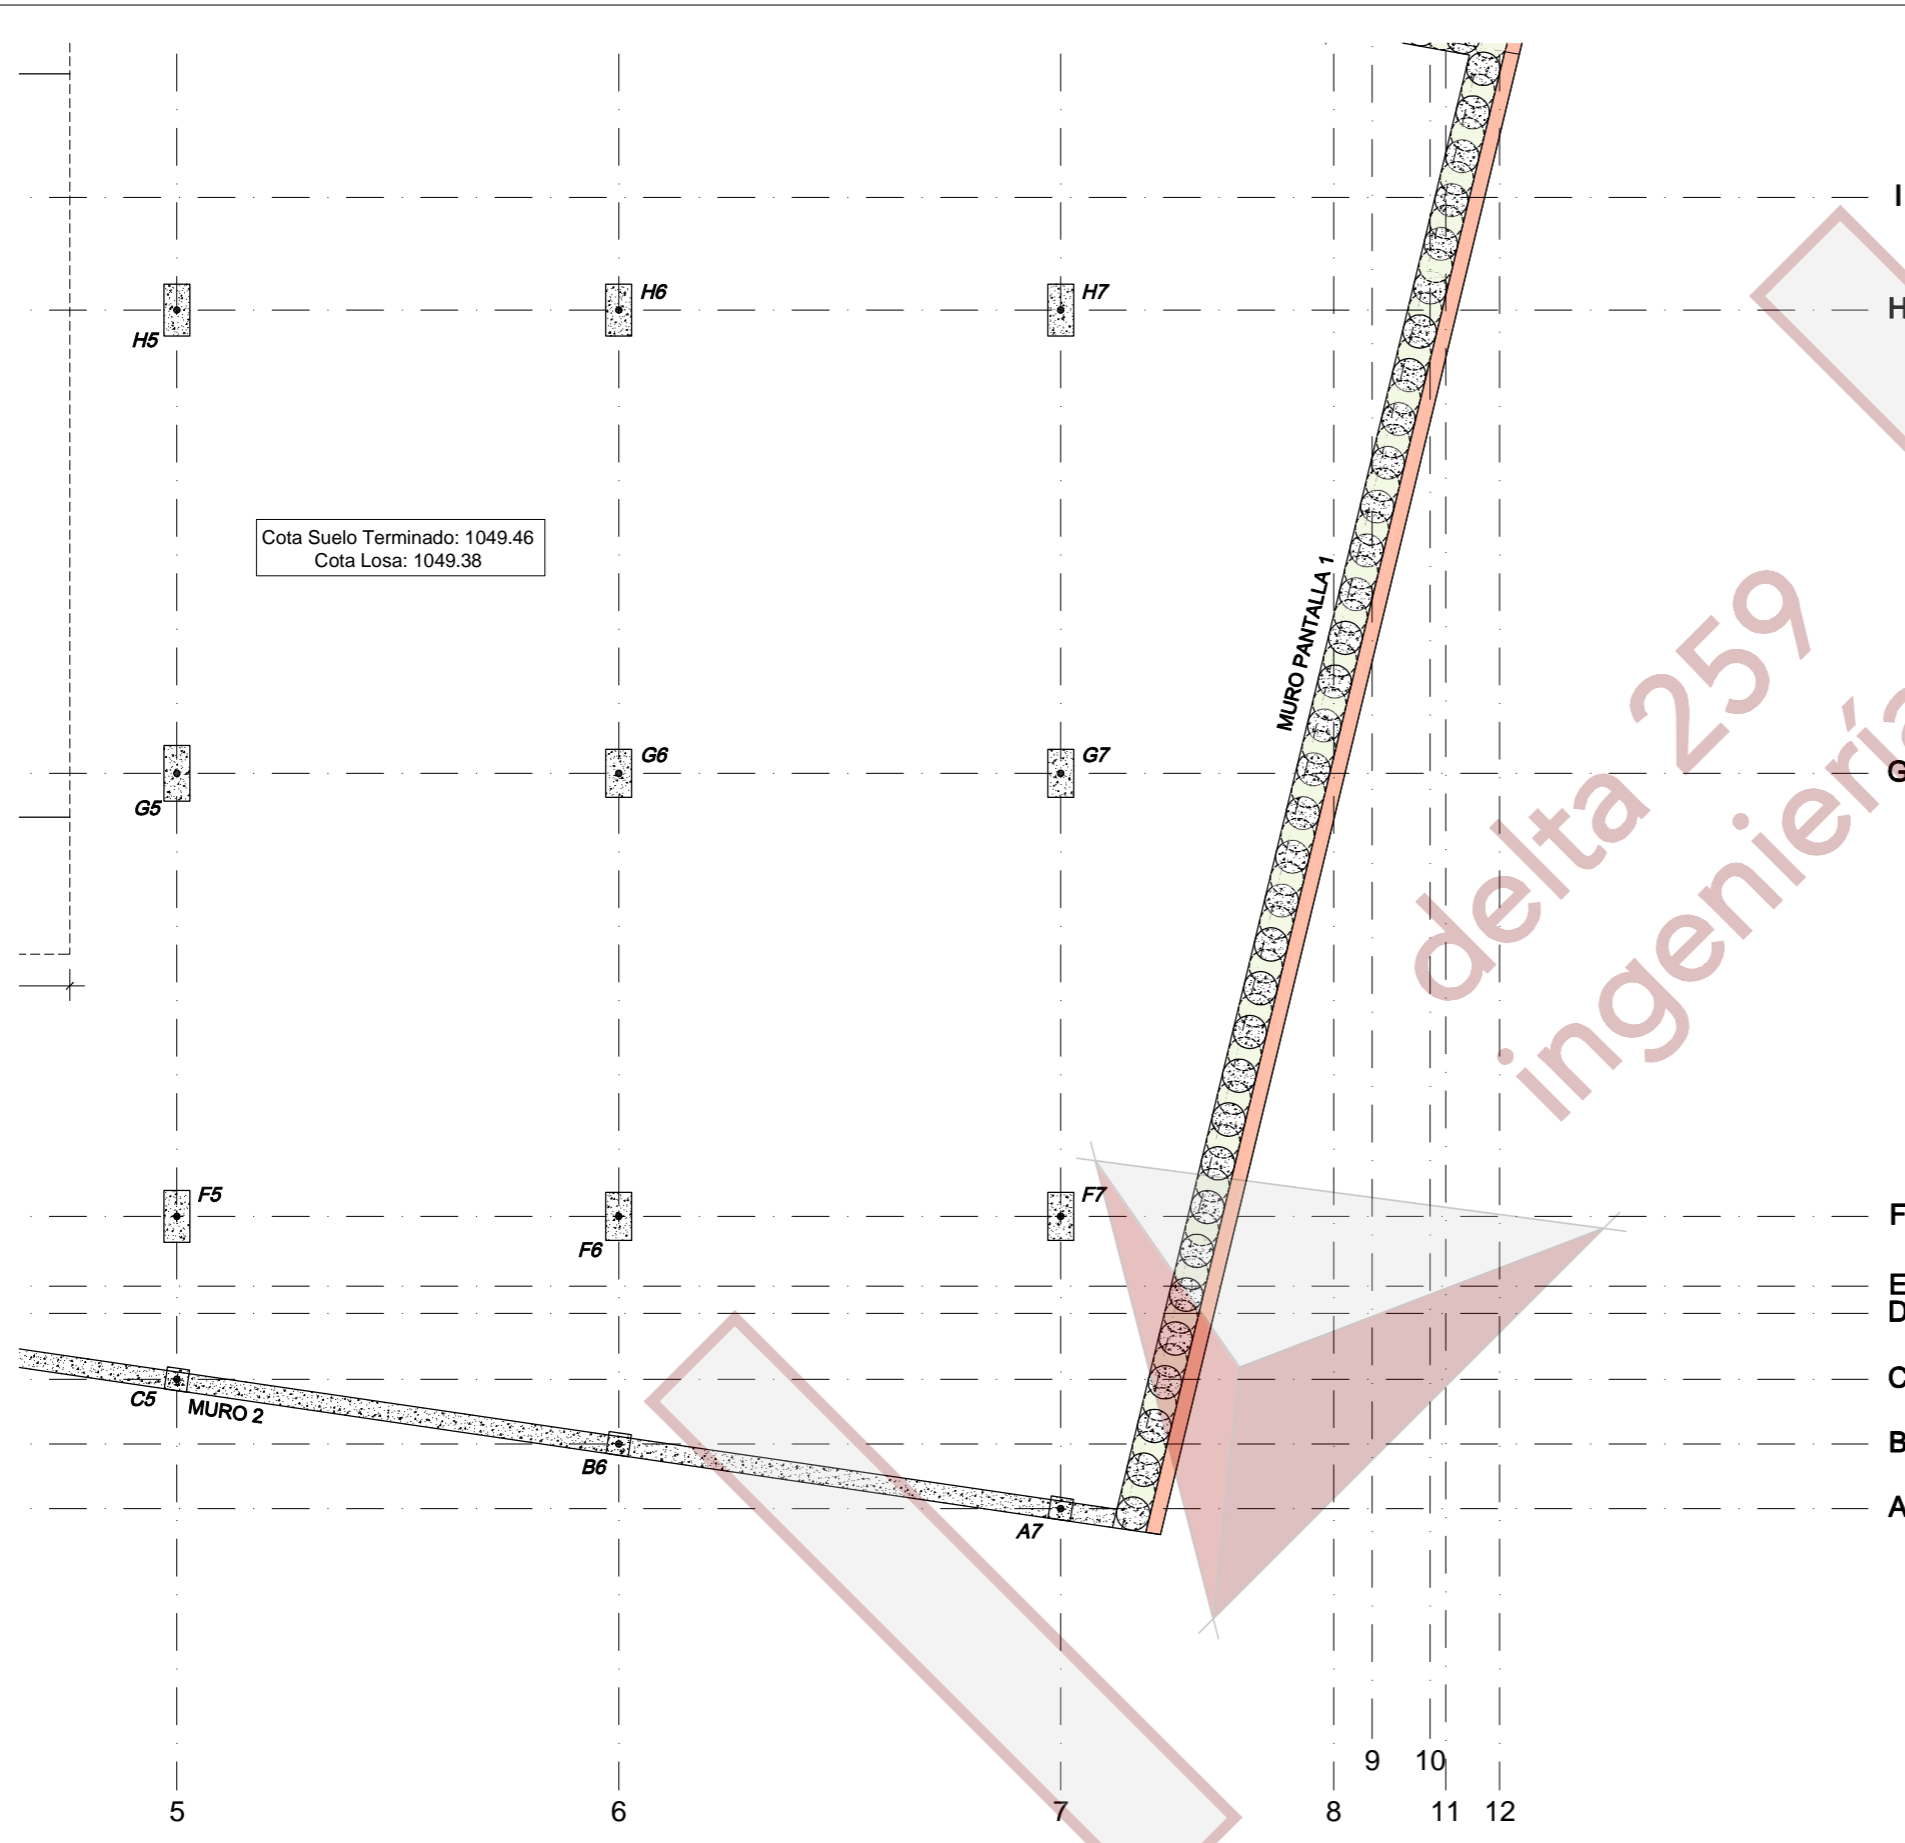 I
H6
H7
H
H5
Cota Suelo Terminado: 1049.46
Cota Losa: 1049.38
MURO PANTALLA 1
G6
G7
G
G5
delta 259
ingeniería
F5
F7
F
F6
E
D
C
C5
MURO 2
B
B6
A
A7
9
10
5
6
7
8
11
12